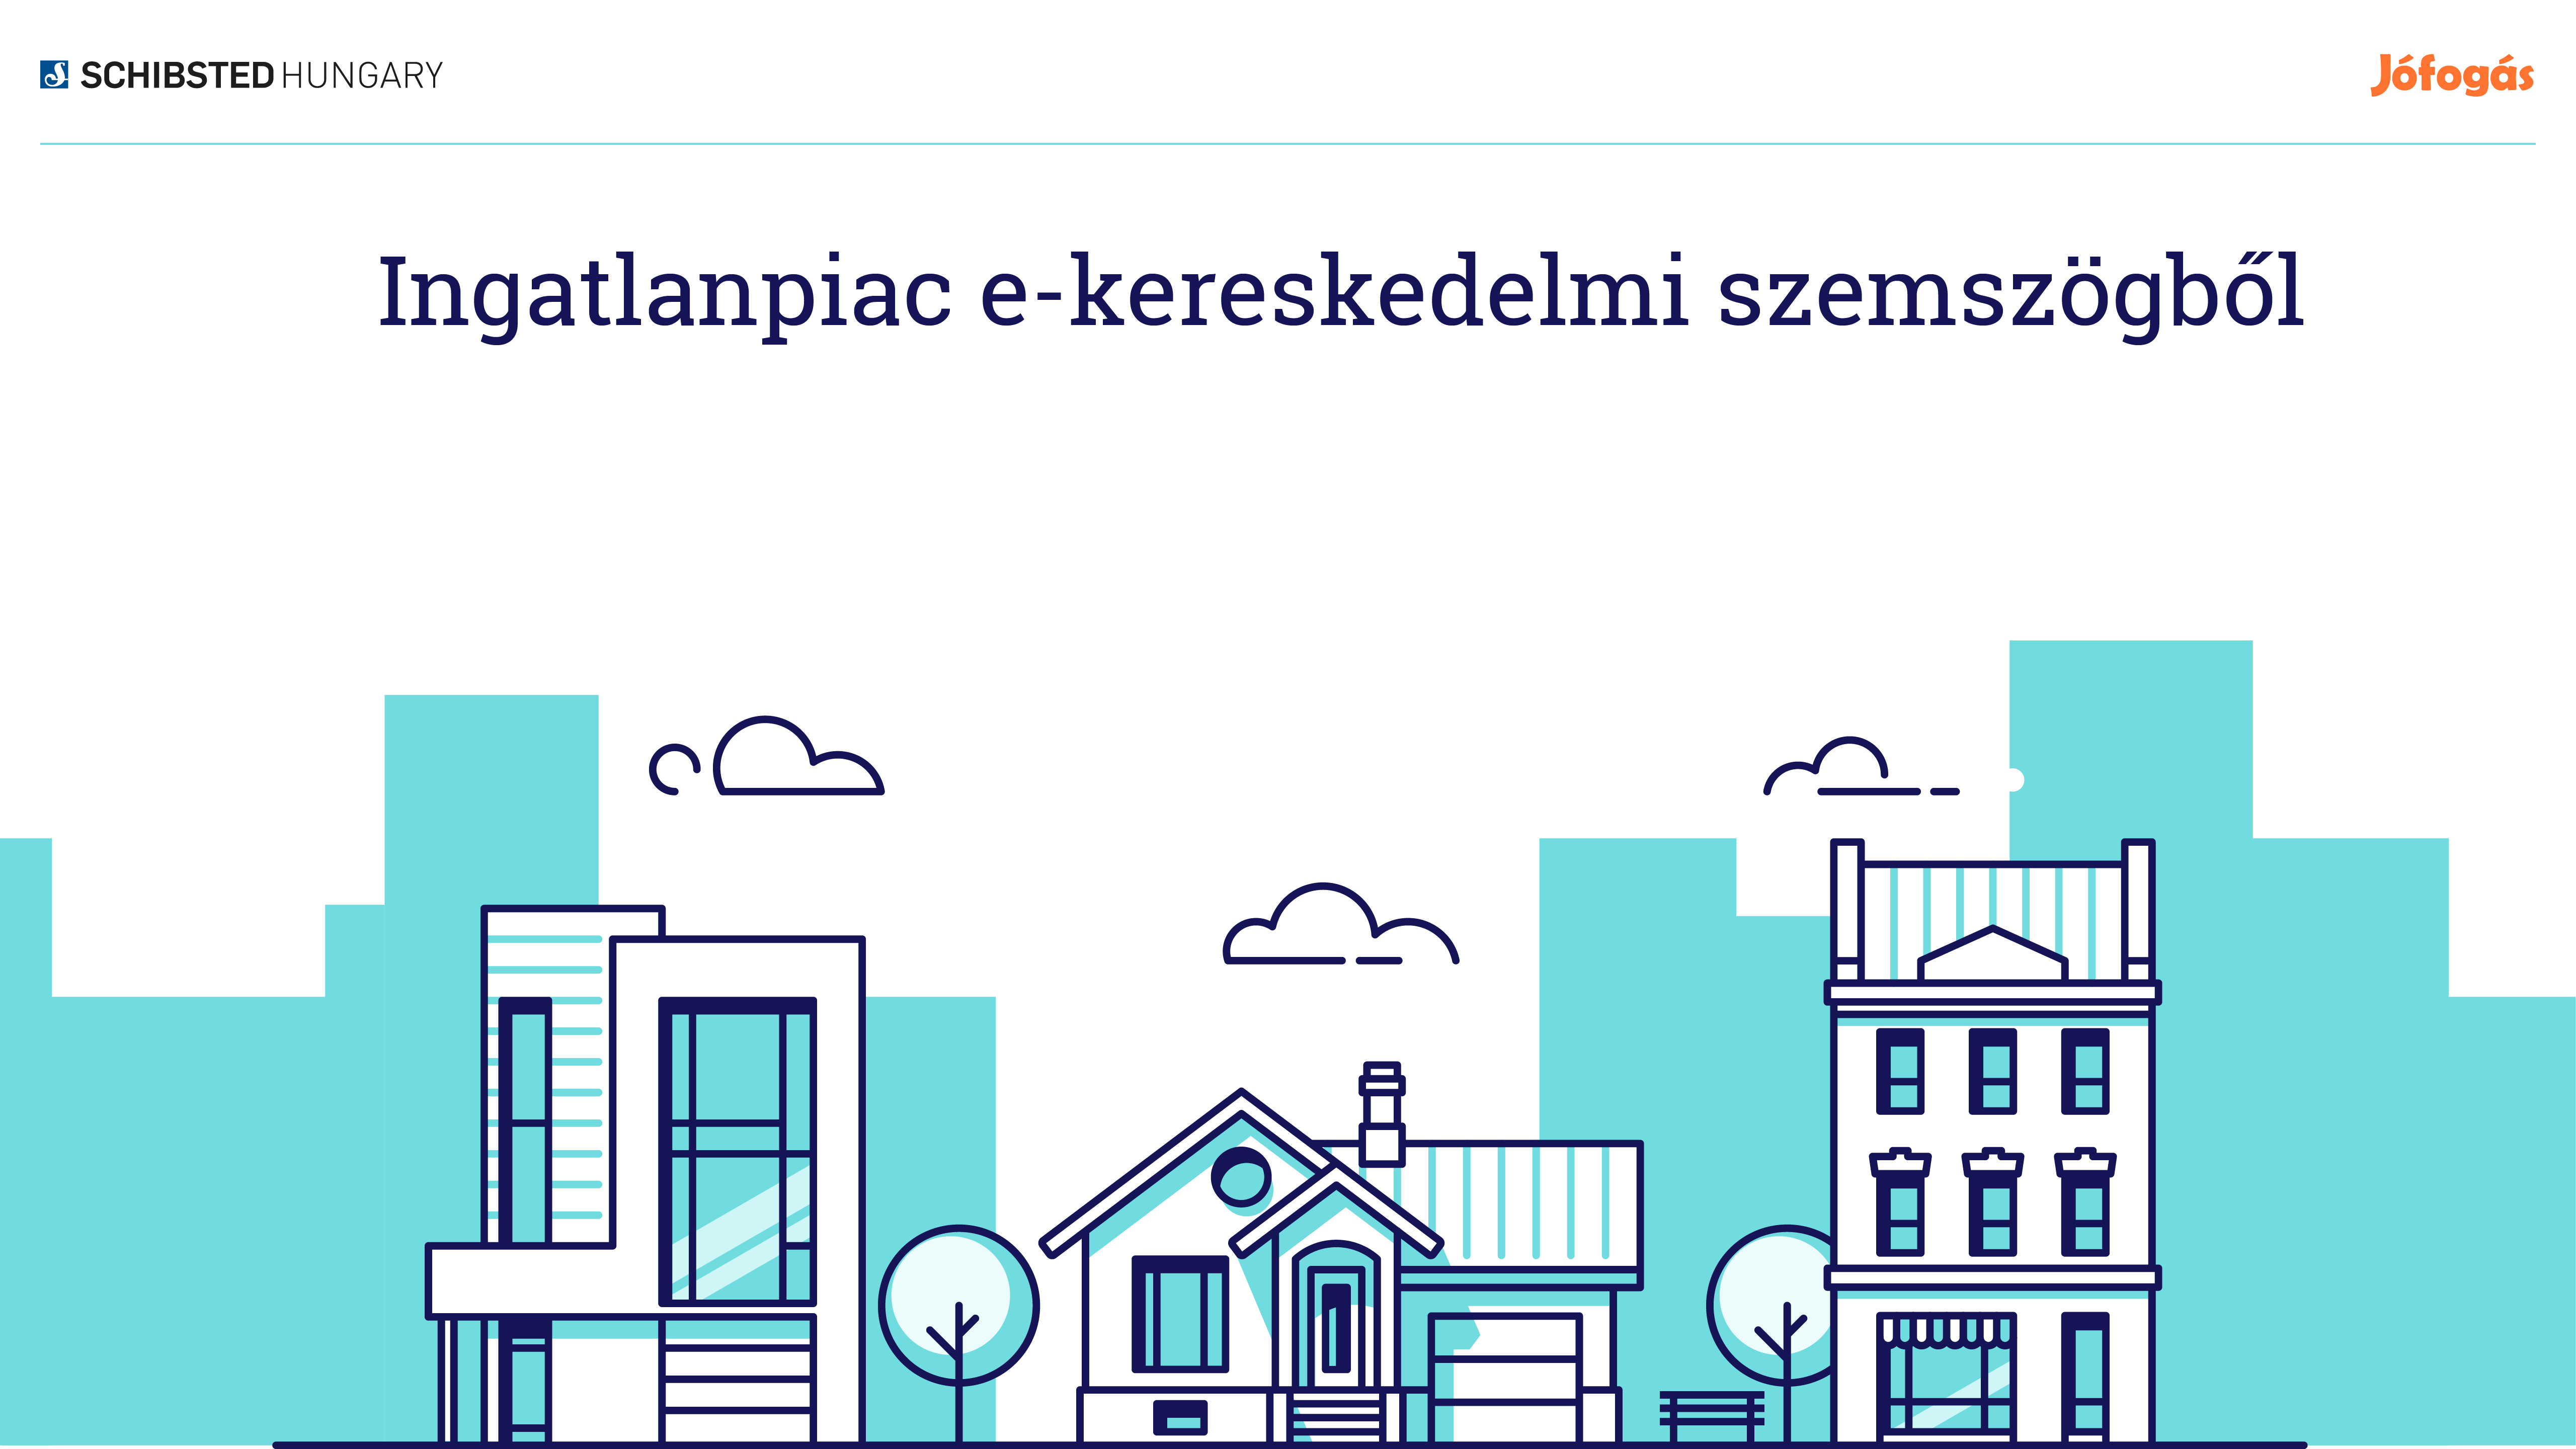 SCHIBSTED HUNGARY
Jófogás
Ingatlanpiac e-kereskedelmi szemszögből